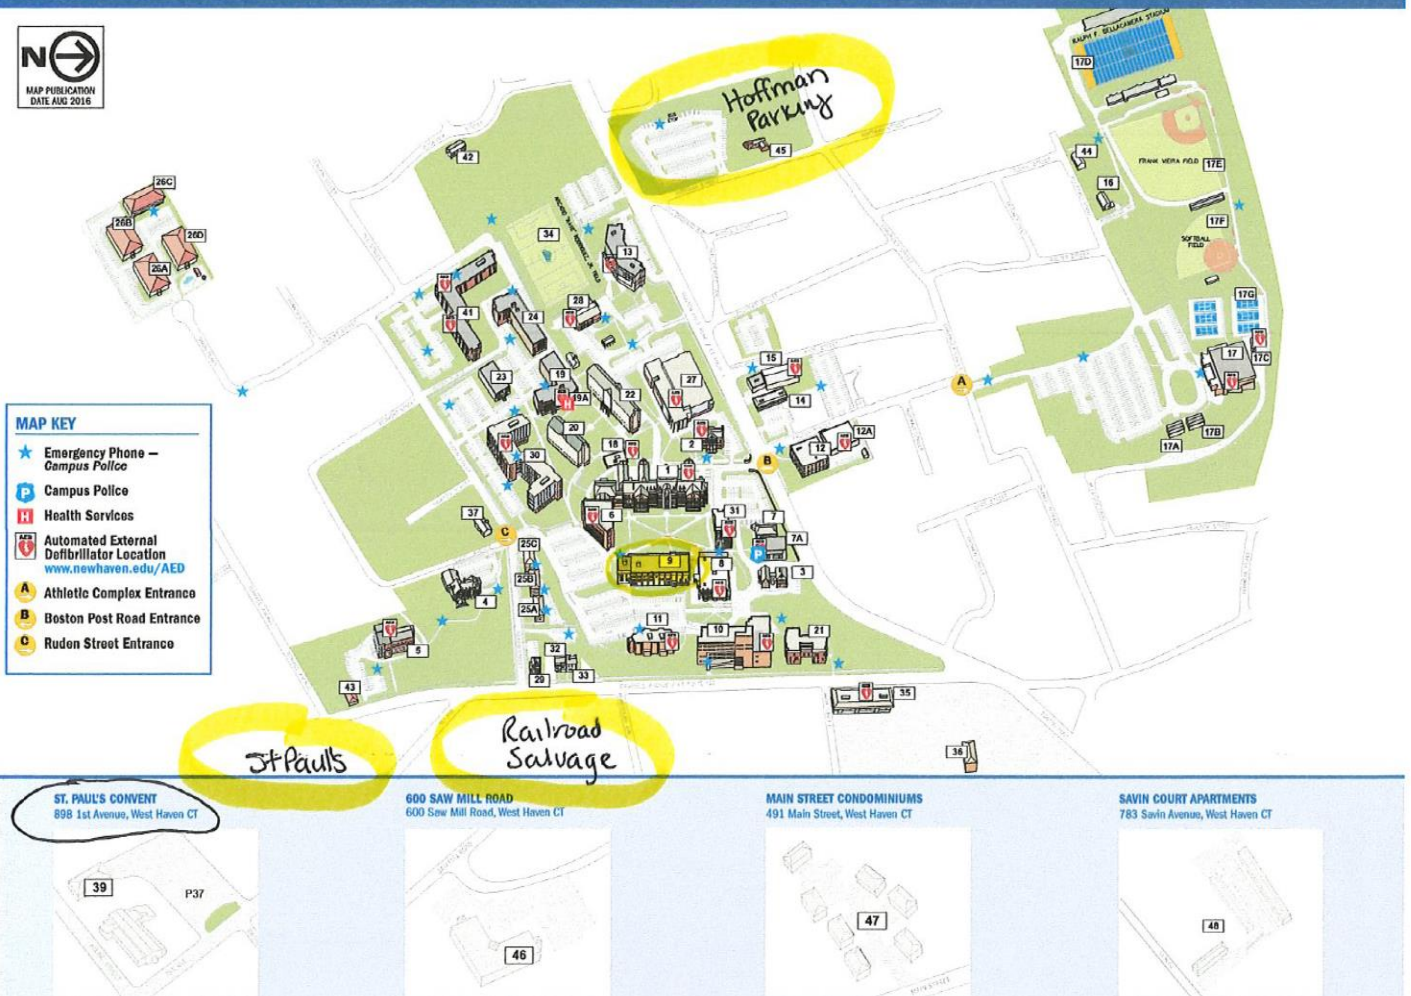 N
MAP PUBLICATION
DATE AUG 2016
Hoffman
Parking
45
42
RALPH F. DELLACAMERA STADIUM
17D
44
FRANK VIEIRA FIELD
17E
16
17F
SOFTBALL
FIELD
17G
17
17C
17A
17B
26C
26B
26D
26A
34
13
41
24
28
23
19
19A
H
22
27
15
14
A
20
18
2
12
12A
B
30
1
37
C
6
31
7
7A
P
25C
9
8
3
25B
4
25A
11
10
21
5
32
29
33
43
35
36
MAP KEY
Emergency Phone –
Campus Police
P
Campus Police
H
Health Services
AED
Automated External
Defibrillator Location
www.newhaven.edu/AED
A
Athletic Complex Entrance
B
Boston Post Road Entrance
C
Ruden Street Entrance
St Paul's
Railroad
Salvage
ST. PAUL'S CONVENT
898 1st Avenue, West Haven CT
39
P37
600 SAW MILL ROAD
600 Saw Mill Road, West Haven CT
46
MAIN STREET CONDOMINIUMS
491 Main Street, West Haven CT
47
SAVIN COURT APARTMENTS
783 Savin Avenue, West Haven CT
48